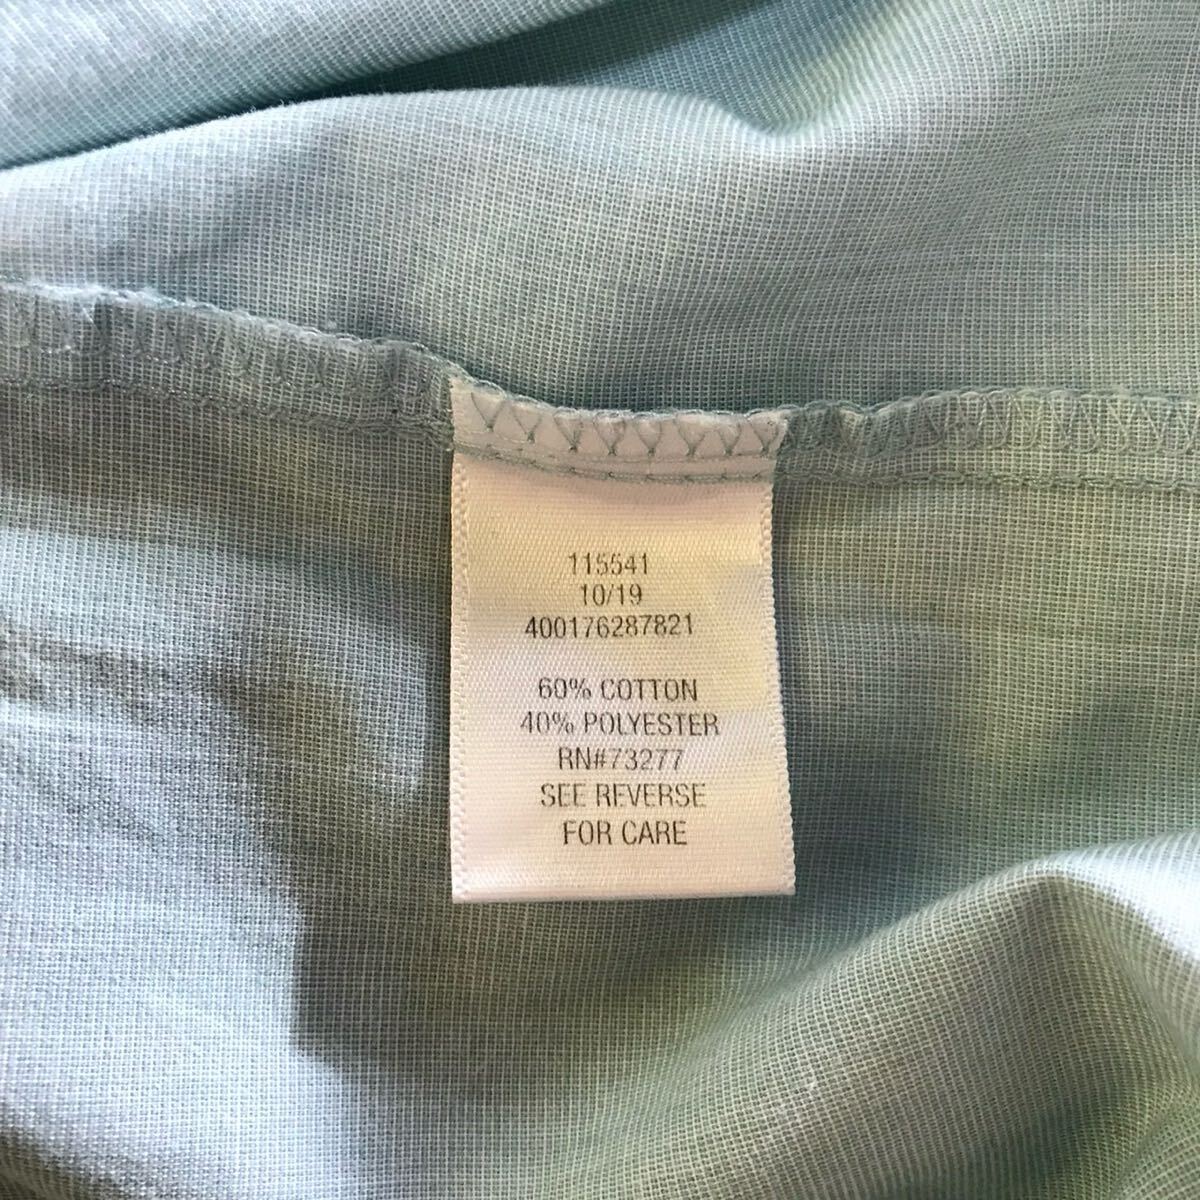 115541
10/19
400176287821
60% COTTON
40% POLYESTER
RN#73277
SEE REVERSE
FOR CARE